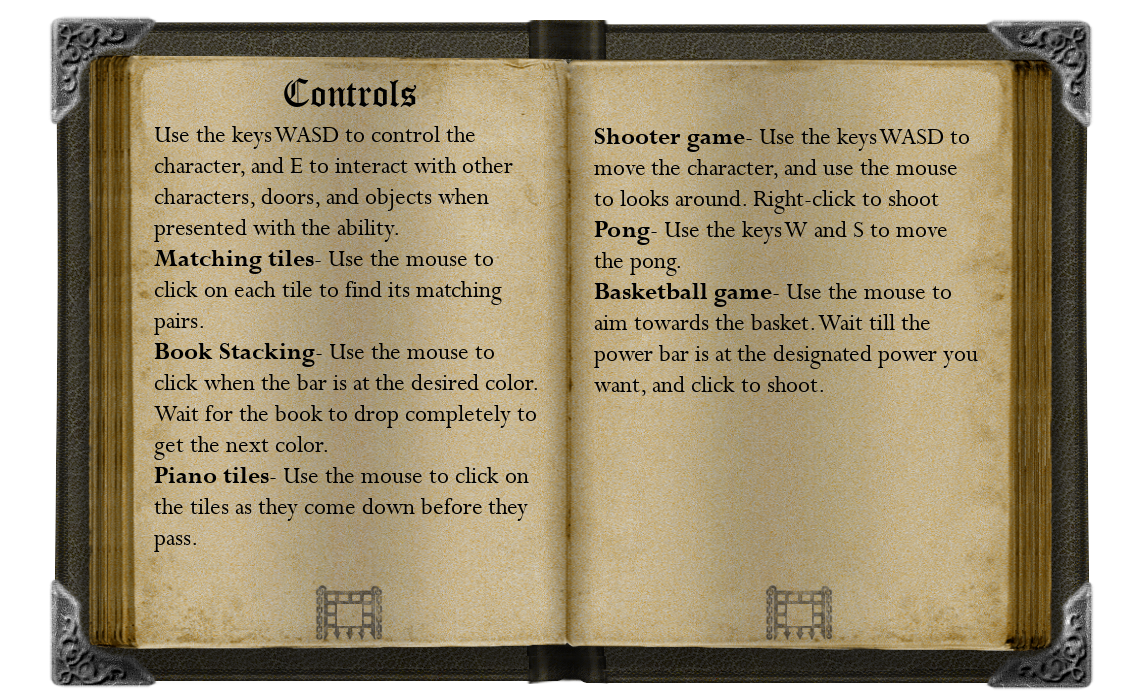 Controls
Use the keys WASD to control the
character, and E to interact with other
characters, doors, and objects when
presented with the ability.
Matching tiles- Use the mouse to
click on each tile to find its matching
pairs.
Book Stacking- Use the mouse to
click when the bar is at the desired color.
Wait for the book to drop completely to
get the next color.
Piano tiles- Use the mouse to click on
the tiles as they come down before they
pass.
Shooter game- Use the keys WASD to
move the character, and use the mouse
to looks around. Right-click to shoot
Pong- Use the keys W and S to move
the pong.
Basketball game- Use the mouse to
aim towards the basket. Wait till the
power bar is at the designated power you
want, and click to shoot.